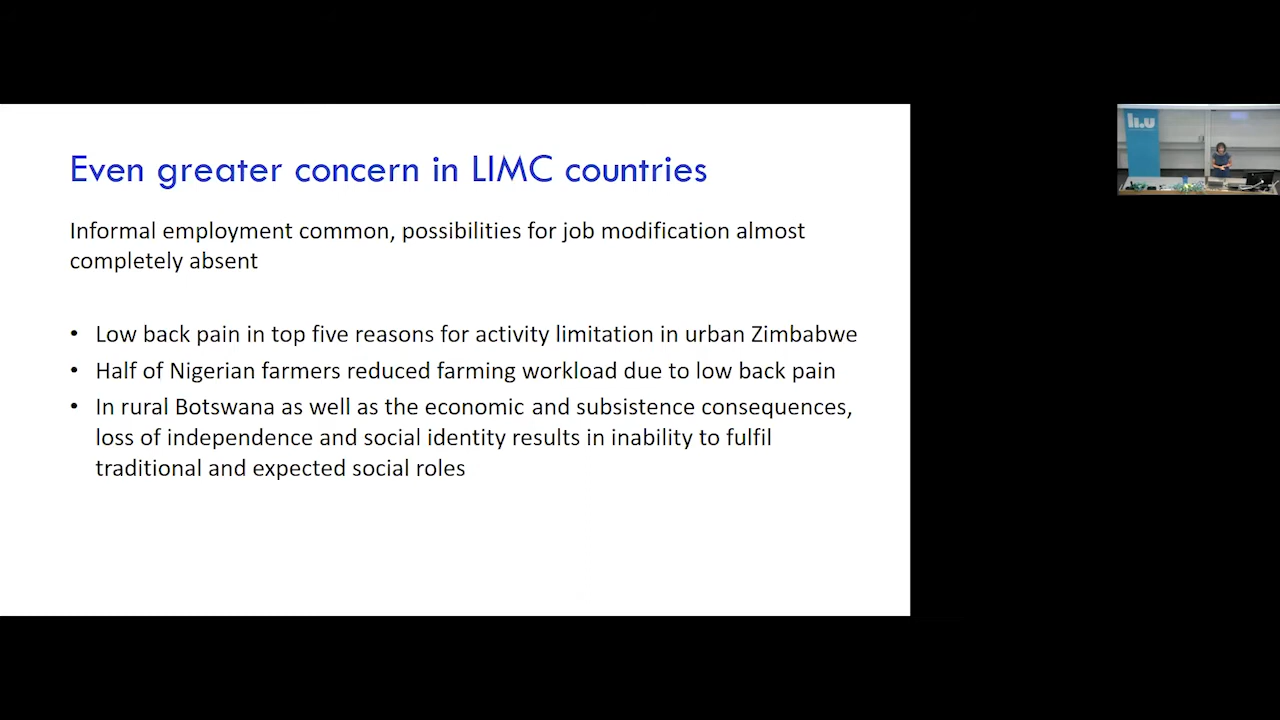 Even greater concern in LIMC countries
Informal employment common, possibilities for job modification almost
completely absent
• Low back pain in top five reasons for activity limitation in urban Zimbabwe
• Half of Nigerian farmers reduced farming workload due to low back pain
• In rural Botswana as well as the economic and subsistence consequences,
loss of independence and social identity results in inability to fulfil
traditional and expected social roles